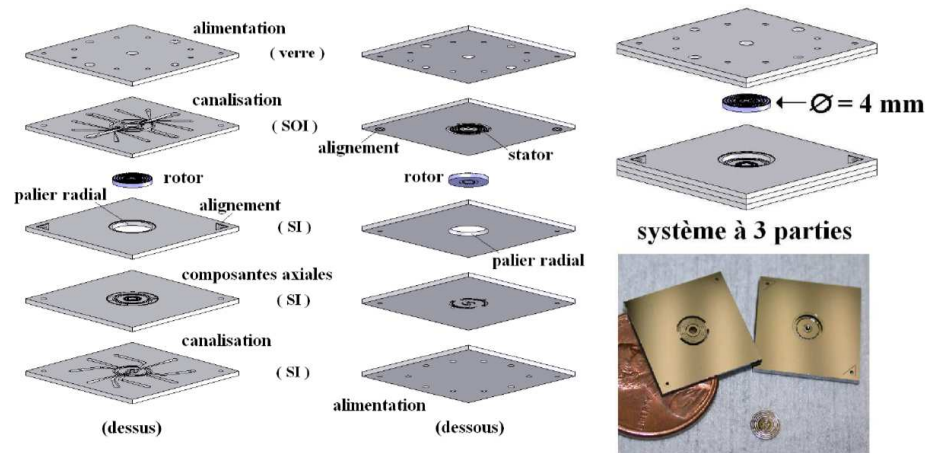 alimentation
( verre)
canalisation
( SOI )
rotor
palier radial
alignement
( SI )
composantes axiales
( SI )
canalisation
( SI )
(dessus)
alignement
stator
rotor
palier radial
alimentation
(dessous)
Ø = 4 mm
système à 3 parties